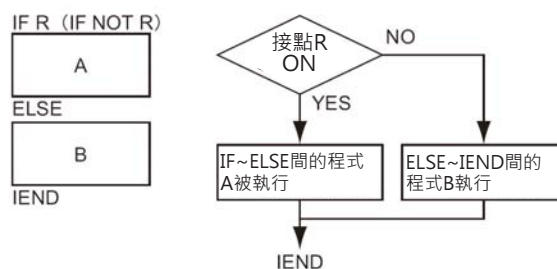 IF R（IF NOT R）
A
ELSE
B
IEND
接點R
ON
NO
YES
IF~ELSE間的程式
A被執行
ELSE~IEND間的
程式B執行
IEND